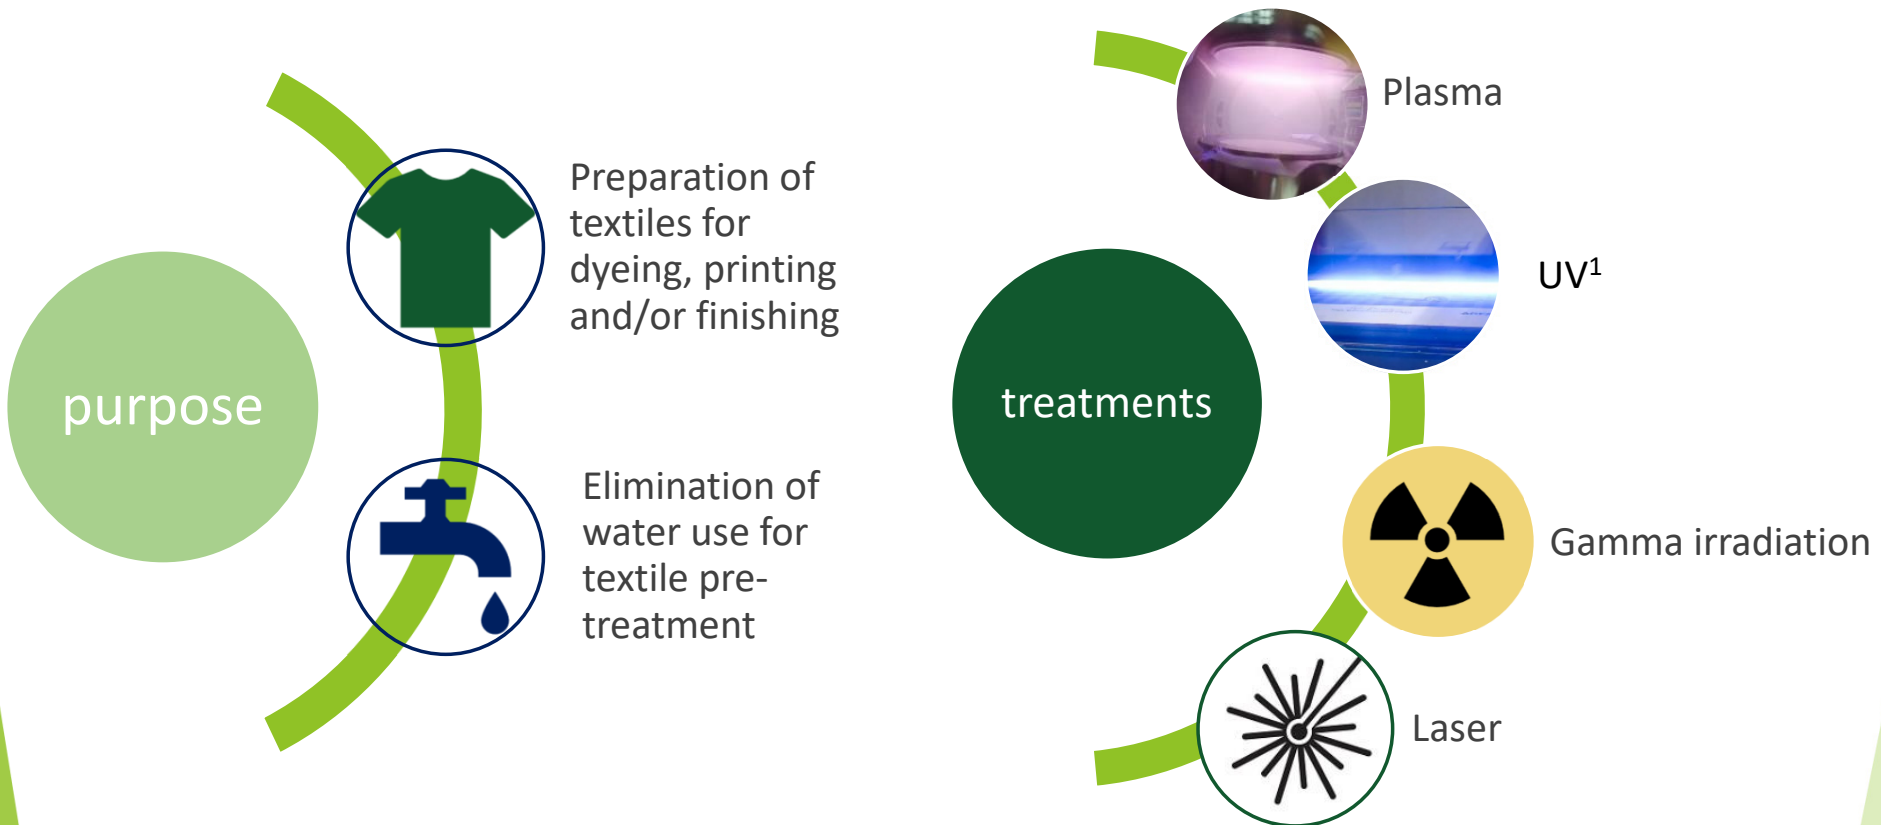 purpose
Preparation of
textiles for
dyeing, printing
and/or finishing
Elimination of
water use for
textile pre-
treatment
treatments
Plasma
UV¹
Gamma irradiation
Laser